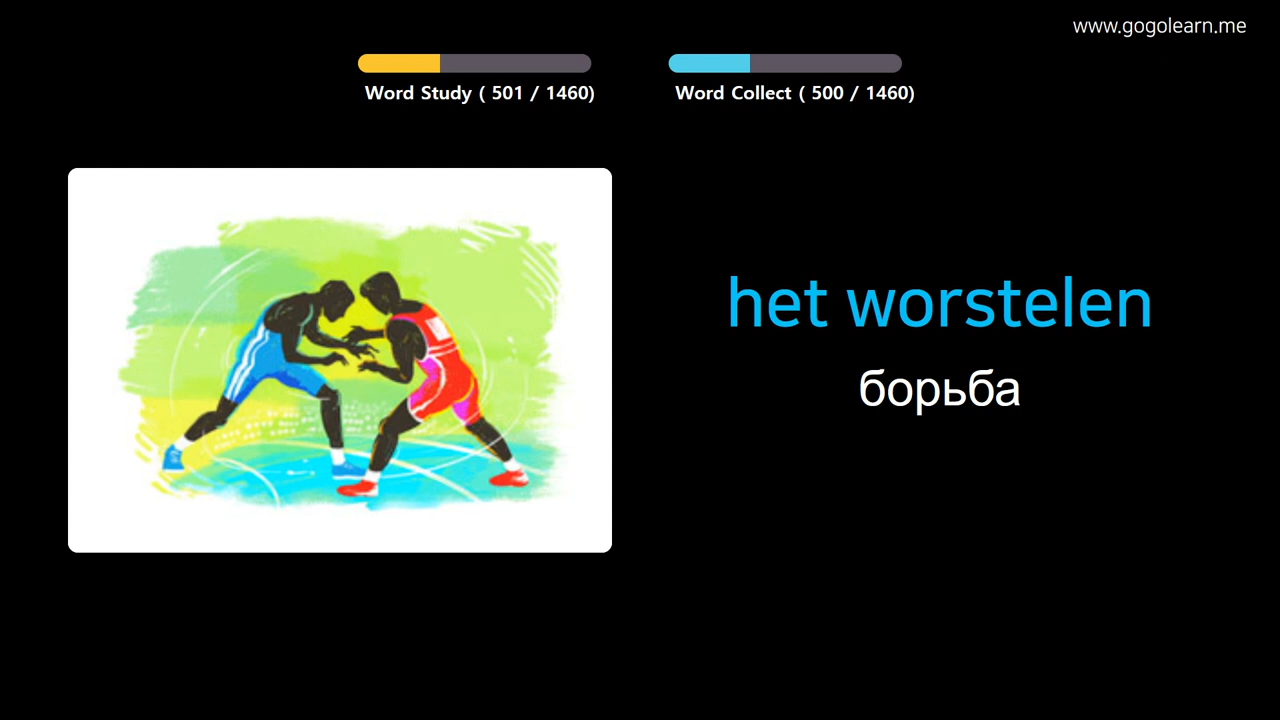 www.gogolearn.me
Word Study ( 501 / 1460)
Word Collect ( 500 / 1460)
het worstelen
борьба